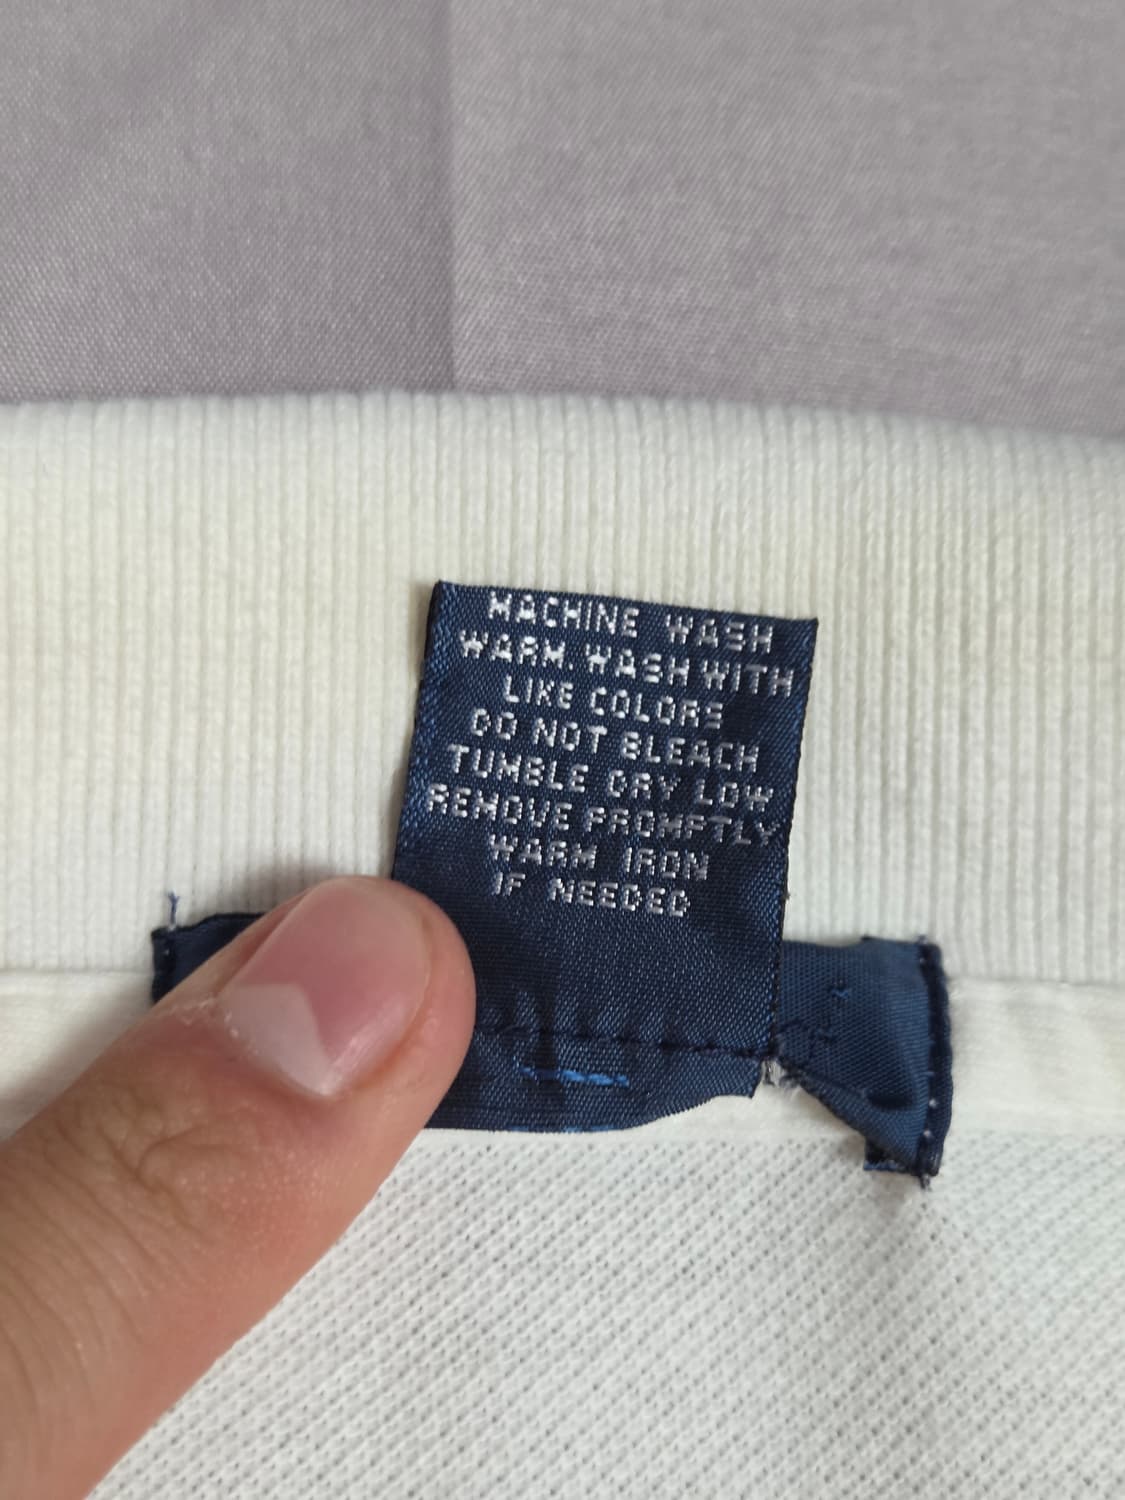 MACHINE WASH
WARM. WASH WITH
LIKE COLORS
DO NOT BLEACH
TUMBLE DRY LOW
REMOVE PROMPTLY
WARM IRON
IF NEEDED